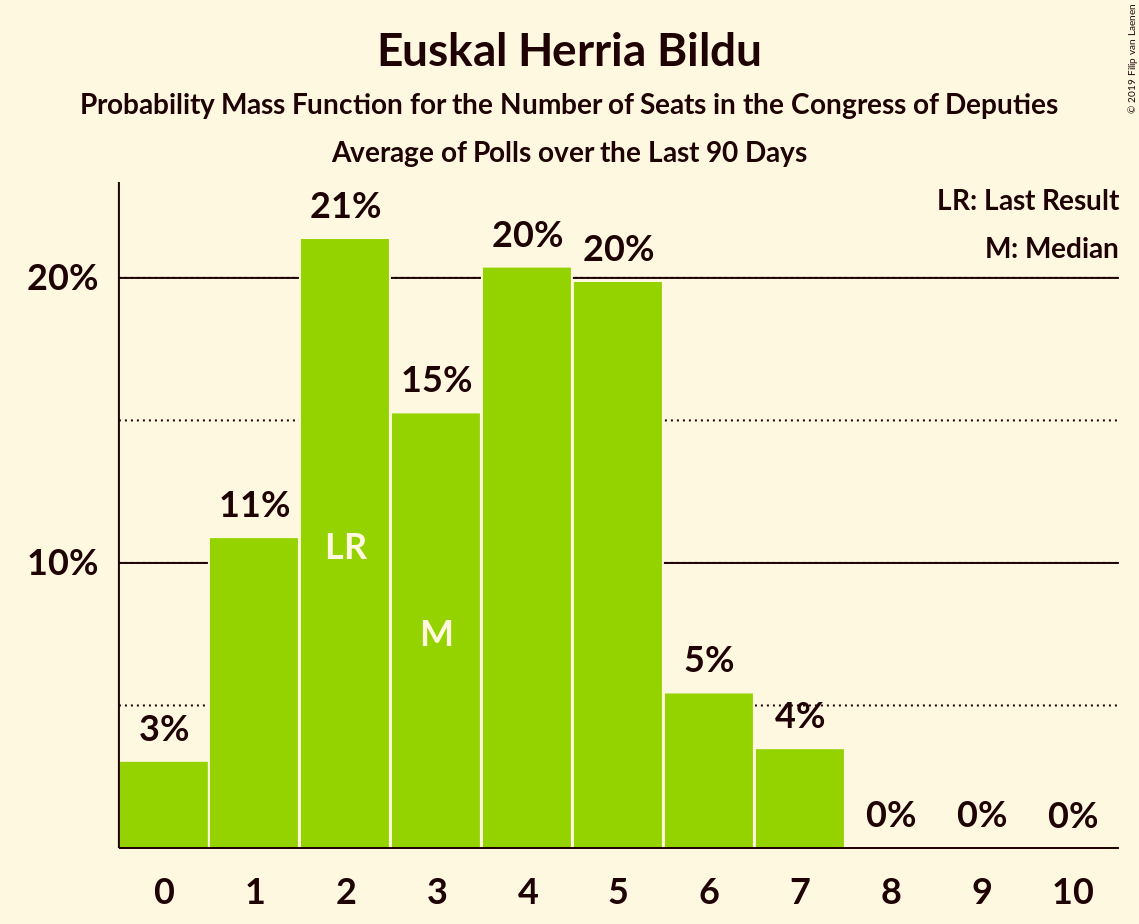 Euskal Herria Bildu
Probability Mass Function for the Number of Seats in the Congress of Deputies
Average of Polls over the Last 90 Days
© 2019 Filip van Laenen
LR: Last Result
M: Median
21%
20%
20%
20%
15%
11%
LR
10%
M
5%
3%
4%
0%
0%
0%
0 1 2 3 4 5 6 7 8 9 10